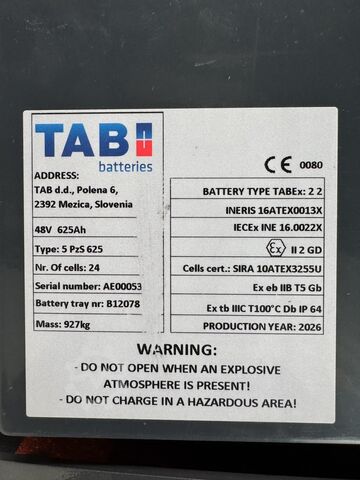 TAB
batteries
ADDRESS:
TAB d.d., Polena 6,
2392 Mezica, Slovenia
48V 625Ah
Type: 5 PzS 625
Nr. Of cells: 24
Serial number: AE00053
Battery tray nr: B12078
Mass: 927kg
CE 0080
BATTERY TYPE TABEx: 2 2
INERIS 16ATEX0013X
IECEx INE 16.0022X
Ex II 2 GD
Cells cert.: SIRA 10ATEX3255U
Ex eb IIB T5 Gb
Ex tb IIIC T100°C Db IP 64
PRODUCTION YEAR: 2026
WARNING:
- DO NOT OPEN WHEN AN EXPLOSIVE
ATMOSPHERE IS PRESENT!
- DO NOT CHARGE IN A HAZARDOUS AREA!